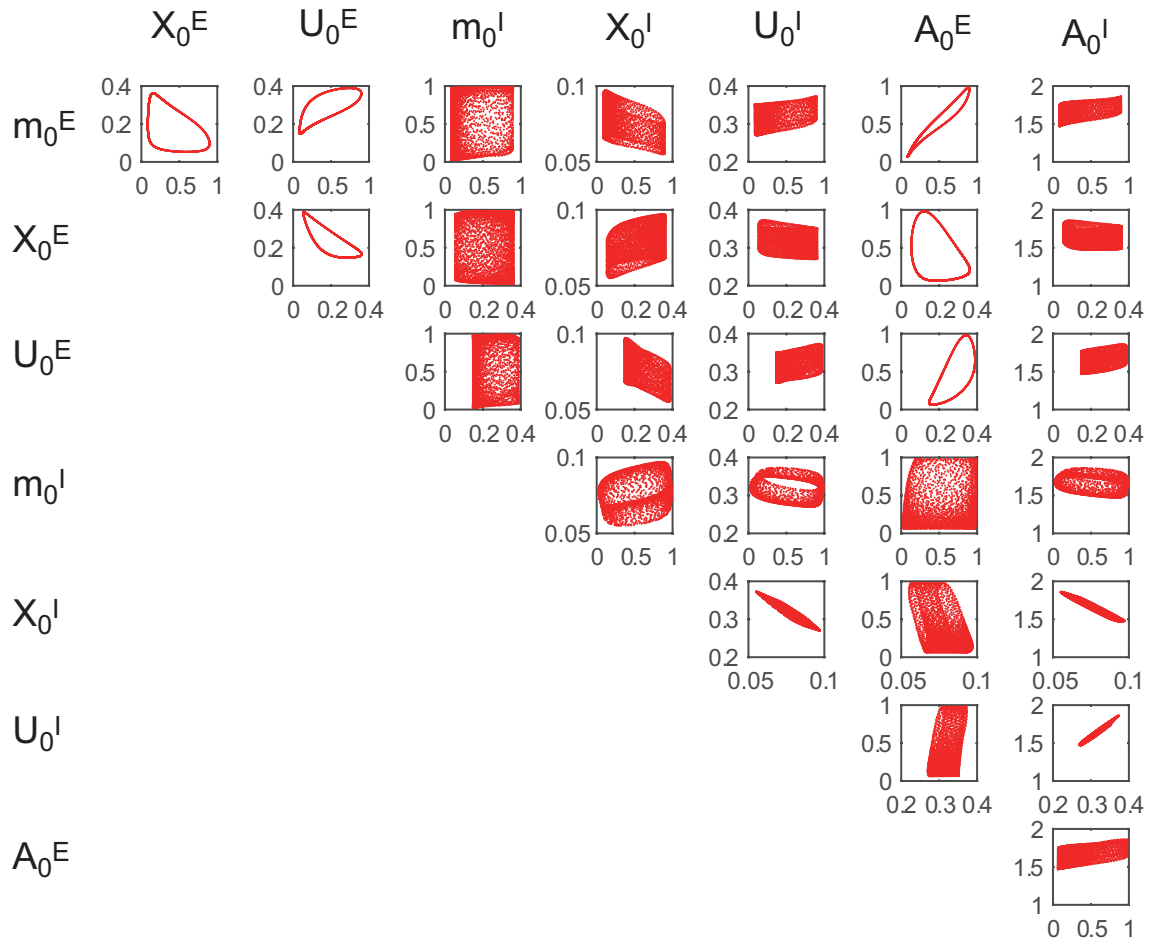 X₀ᴱ U₀ᴱ m₀ᴵ X₀ᴵ U₀ᴵ A₀ᴱ A₀ᴵ
0.4 0.4 1 0.1 0.4 1 2
m₀ᴱ 0.2 0.2 0.5 0.3 0.5 1.5
0 0 0 0.05 0.2 0 1
0 0.5 1 0 0.5 1 0 0.5 1 0 0.5 1 0 0.5 1 0 0.5 1 0 0.5 1
0.4 1 0.1 0.4 1 2
X₀ᴱ 0.2 0.5 0.3 0.5 1.5
0 0 0.05 0.2 0 1
0 0.2 0.4 0 0.2 0.4 0 0.2 0.4 0 0.2 0.4 0 0.2 0.4 0 0.2 0.4
1 0.1 0.4 1 2
U₀ᴱ 0.5 0.3 0.5 1.5
0 0.05 0.2 0 1
0 0.2 0.4 0 0.2 0.4 0 0.2 0.4 0 0.2 0.4 0 0.2 0.4
0.1 0.4 1 2
m₀ᴵ 0.3 0.5 1.5
0.05 0.2 0 1
0 0.5 1 0 0.5 1 0 0.5 1 0 0.5 1
0.4 1 2
X₀ᴵ 0.3 0.5 1.5
0.2 0 1
0.05 0.1 0.05 0.1 0.05 0.1
1 2
U₀ᴵ 0.5 1.5
0 1
0.2 0.3 0.4 0.2 0.3 0.4
2
A₀ᴱ 1.5
1
0 0.5 1